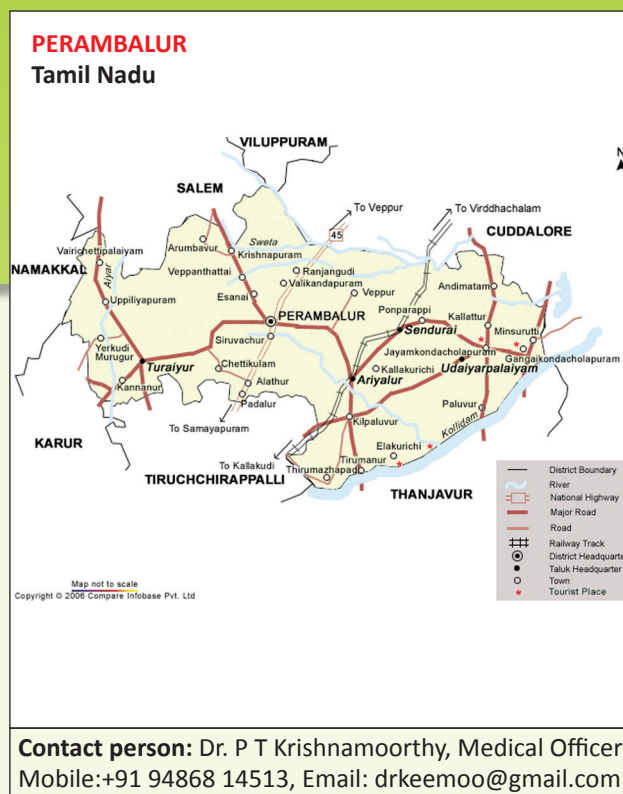 PERAMBALUR
Tamil Nadu
VILUPPURAM
N
SALEM
To Veppur
To Virddhachalam
45
CUDDALORE
Sweta
Arumbavur
Krishnapuram
Vairichettipalaiyam
NAMAKKAL
Aiyar
Veppanthattai
Ranjangudi
Valikandapuram
Andimatam
Uppiliyapuram
Esanai
Veppur
Ponparappi
Kallattur
PERAMBALUR
Sendurai
Minsurutti
Siruvachur
Jayamkondacholapuram
Yerkudi
Murugur
Gangaikondacholapuram
Turaiyur
Chettikulam
Kallakurichi
Udaiyarpalaiyam
Kannanur
Alathur
Ariyalur
Padalur
Paluvur
To Samayapuram
Kilpaluvur
Kollidam
KARUR
Elakurichi
To Kallakudi
Tirumanur
TIRUCHCHIRAPPALLI
Thirumazhapadi
THANJAVUR
District Boundary
River
National Highway
Major Road
Road
Railway Track
District Headquarte
Taluk Headquarter
Town
Tourist Place
Map not to scale
Copyright © 2006 Compare Infobase Pvt. Ltd
Contact person: Dr. P T Krishnamoorthy, Medical Officer
Mobile:+91 94868 14513, Email: drkeemoo@gmail.com